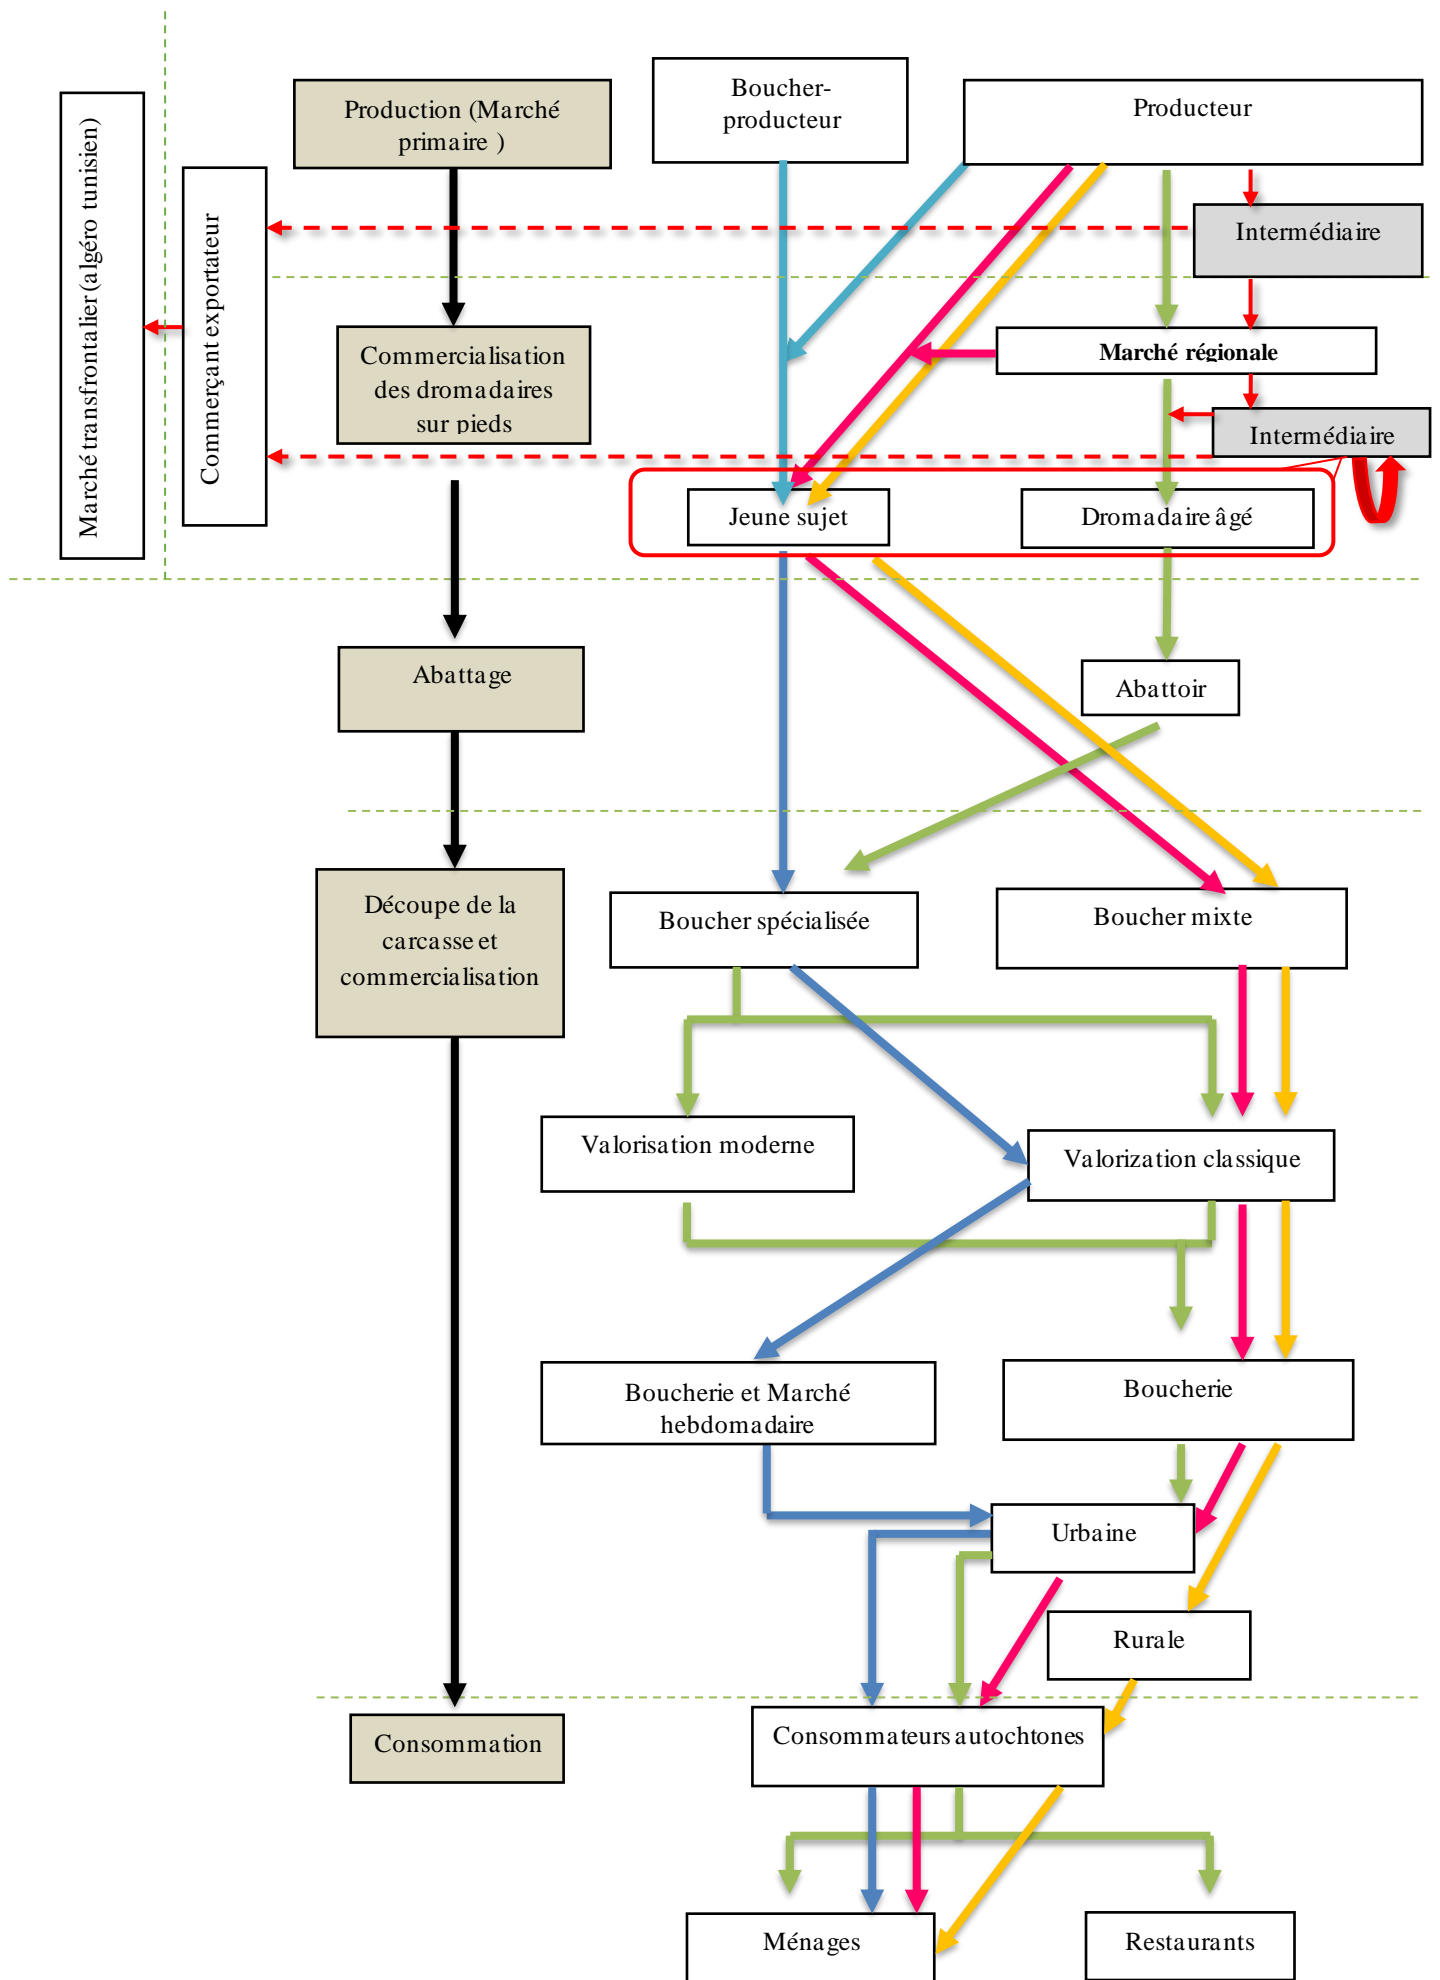 Boucher-
producteur
Producteur
Production (Marché
primaire )
Marché transfrontalier (algéro tunisien)
Commerçant exportateur
Intermédiaire
Commercialisation
des dromadaires
sur pieds
Marché régionale
Intermédiaire
Jeune sujet
Dromadaire âgé
Abattage
Abattoir
Découpe de la
carcasse et
commercialisation
Boucher spécialisée
Boucher mixte
Valorisation moderne
Valorization classique
Boucherie et Marché
hebdomadaire
Boucherie
Urbaine
Rurale
Consommation
Consommateurs autochtones
Ménages
Restaurants